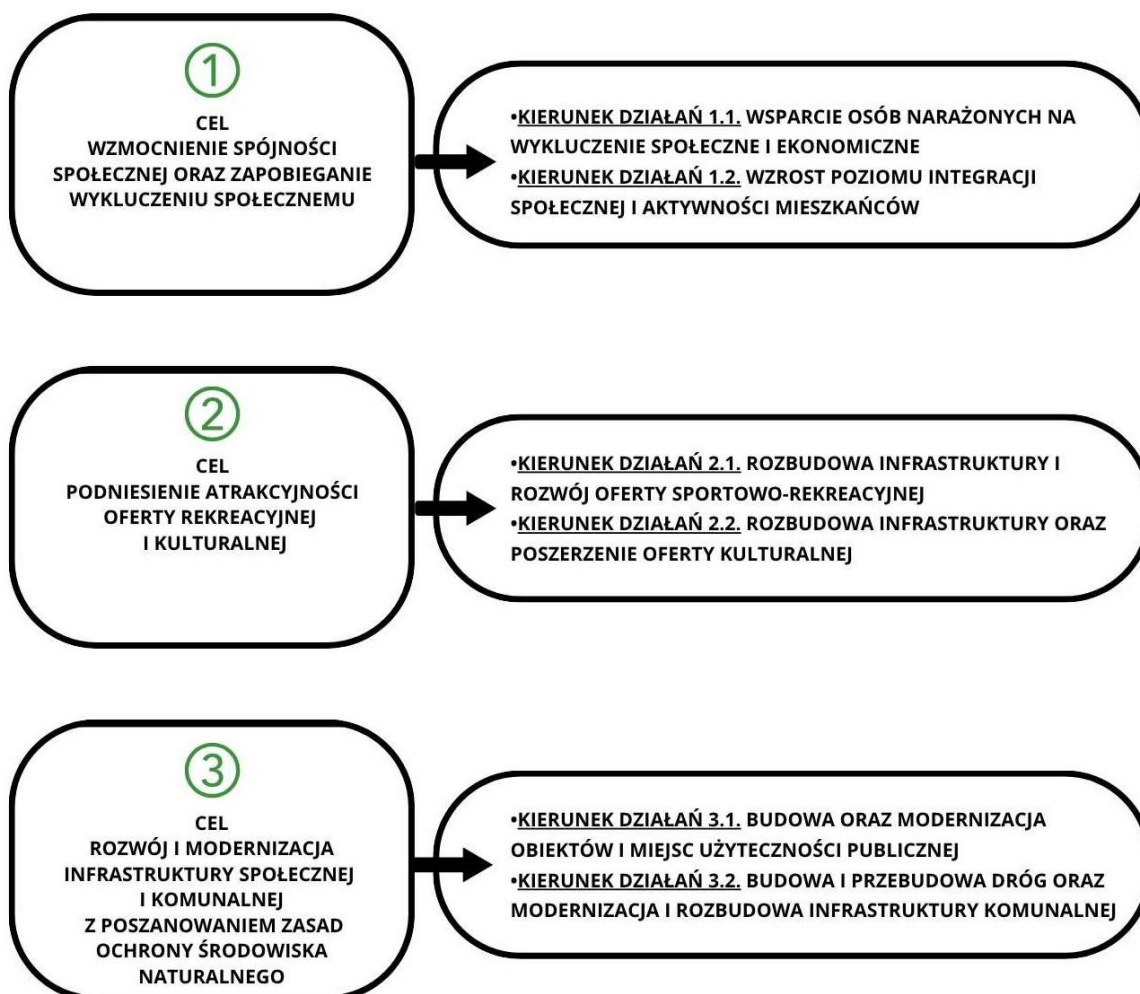 1
CEL
WZMOCNIENIE SPÓJNOŚCI
SPOŁECZNEJ ORAZ ZAPOBIEGANIE
WYKLUCZENIU SPOŁECZNEMU
•KIERUNEK DZIAŁAŃ 1.1. WSPARCIE OSÓB NARAŻONYCH NA
WYKLUCZENIE SPOŁECZNE I EKONOMICZNE
•KIERUNEK DZIAŁAŃ 1.2. WZROST POZIOMU INTEGRACJI
SPOŁECZNEJ I AKTYWNOŚCI MIESZKAŃCÓW
2
CEL
PODNIESIENIE ATRAKCYJNOŚCI
OFERTY REKREACYJNEJ
I KULTURALNEJ
•KIERUNEK DZIAŁAŃ 2.1. ROZBUDOWA INFRASTRUKTURY I
ROZWÓJ OFERTY SPORTOWO-REKREACYJNEJ
•KIERUNEK DZIAŁAŃ 2.2. ROZBUDOWA INFRASTRUKTURY ORAZ
POSZERZENIE OFERTY KULTURALNEJ
3
CEL
ROZWÓJ I MODERNIZACJA
INFRASTRUKTURY SPOŁECZNEJ
I KOMUNALNEJ
Z POSZANOWANIEM ZASAD
OCHRONY ŚRODOWISKA
NATURALNEGO
•KIERUNEK DZIAŁAŃ 3.1. BUDOWA ORAZ MODERNIZACJA
OBIEKTÓW I MIEJSC UŻYTECZNOŚCI PUBLICZNEJ
•KIERUNEK DZIAŁAŃ 3.2. BUDOWA I PRZEBUDOWA DRÓG ORAZ
MODERNIZACJA I ROZBUDOWA INFRASTRUKTURY KOMUNALNEJ